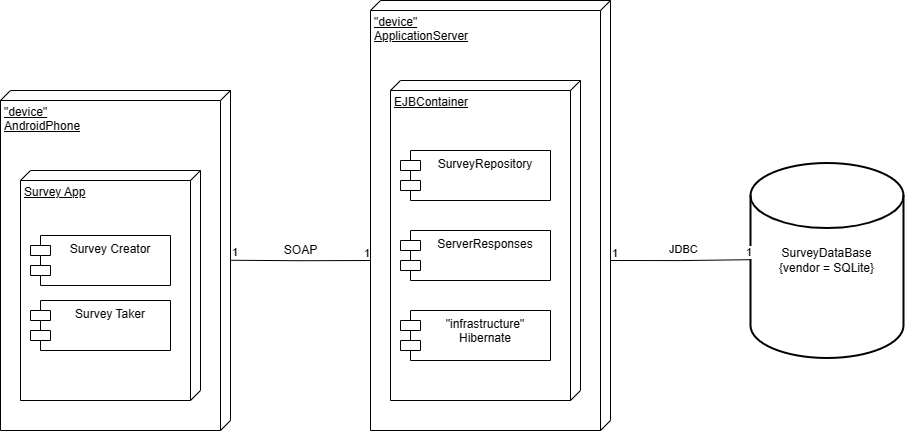 "device"
AndroidPhone
Survey App
Survey Creator
Survey Taker
1
SOAP
1
"device"
ApplicationServer
EJBContainer
SurveyRepository
ServerResponses
"infrastructure"
Hibernate
1
JDBC
1
SurveyDataBase
{vendor = SQLite}